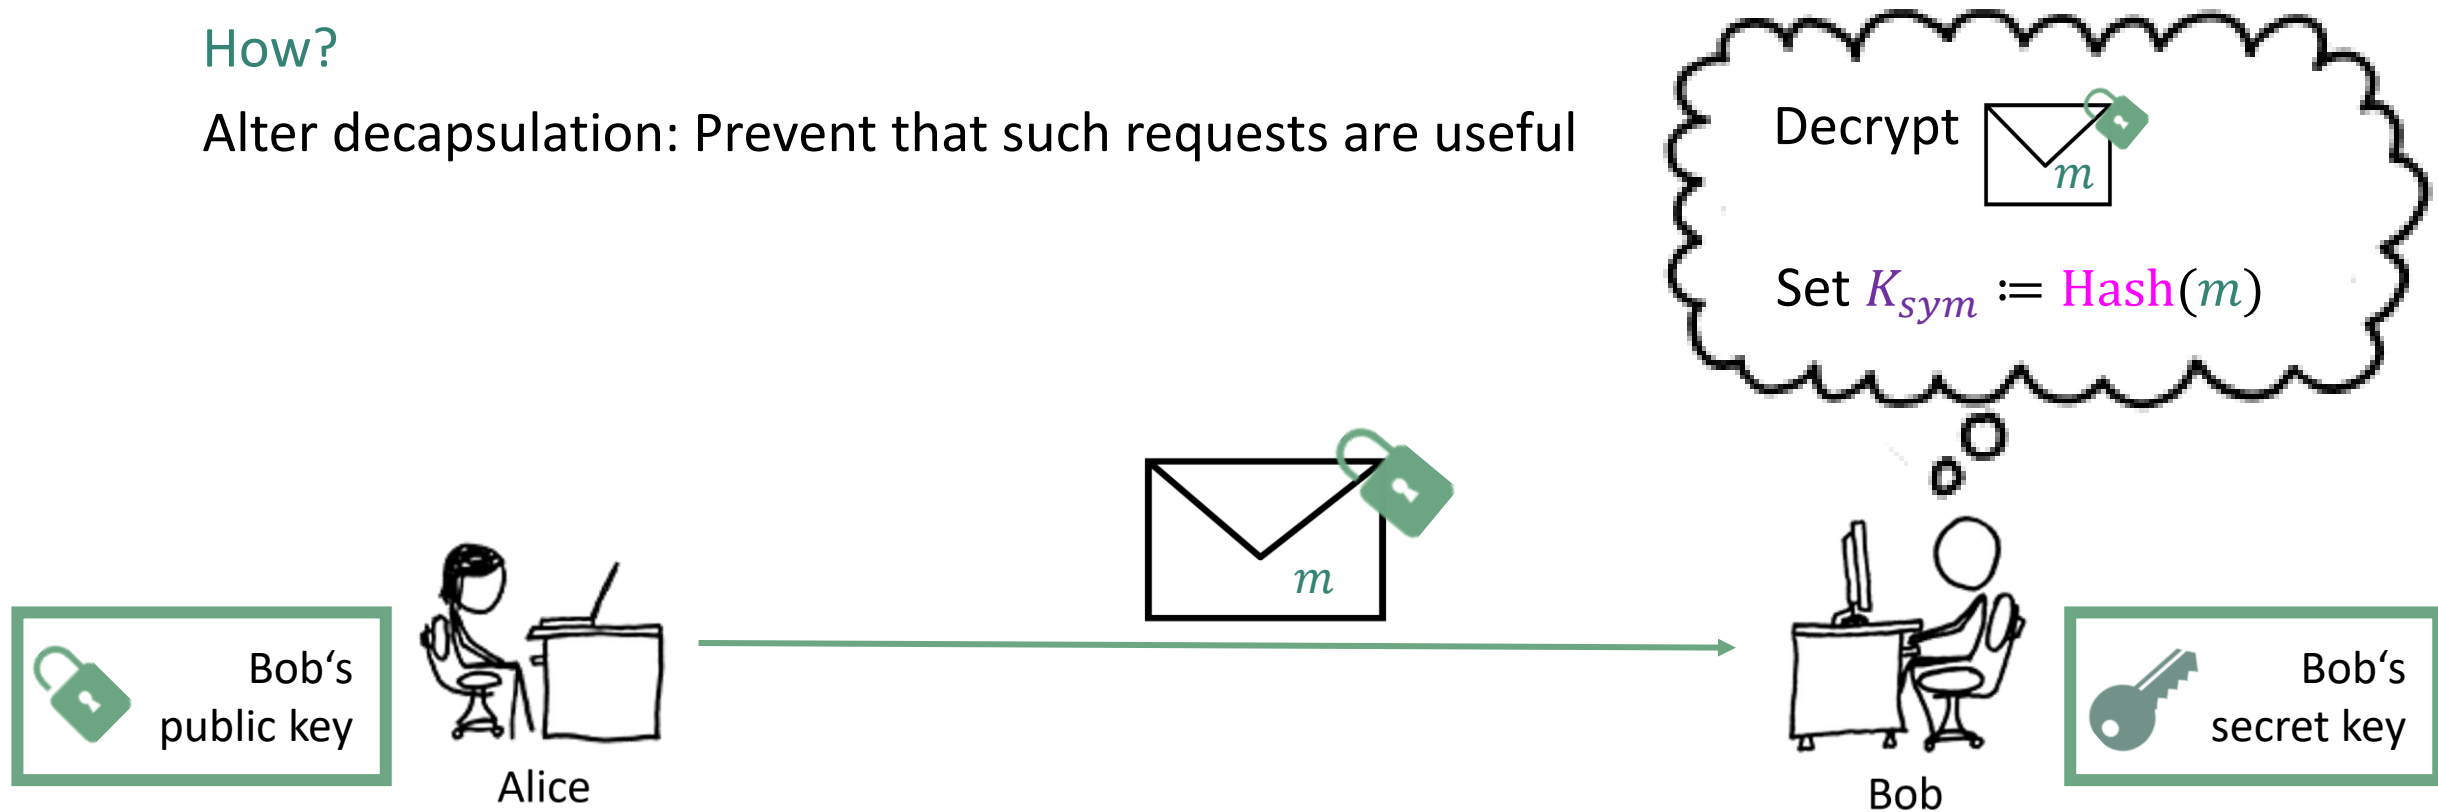 How?
Alter decapsulation: Prevent that such requests are useful
Decrypt
m
Set K_sym := Hash(m)
m
Bob‘s
public key
Alice
Bob
Bob‘s
secret key